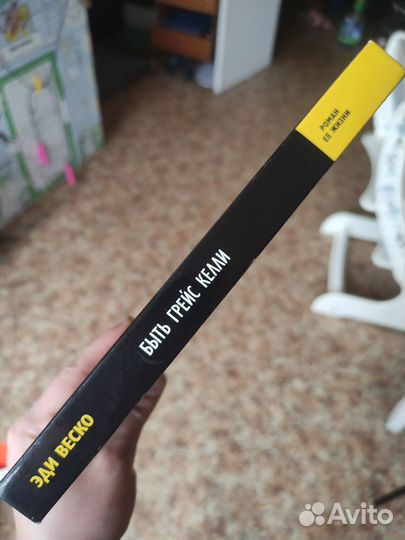 ЭДИ ВЕСКО
БЫТЬ ГРЕЙС КЕЛЛИ
РОМАН
ЕЕ ЖИЗНИ
Avito